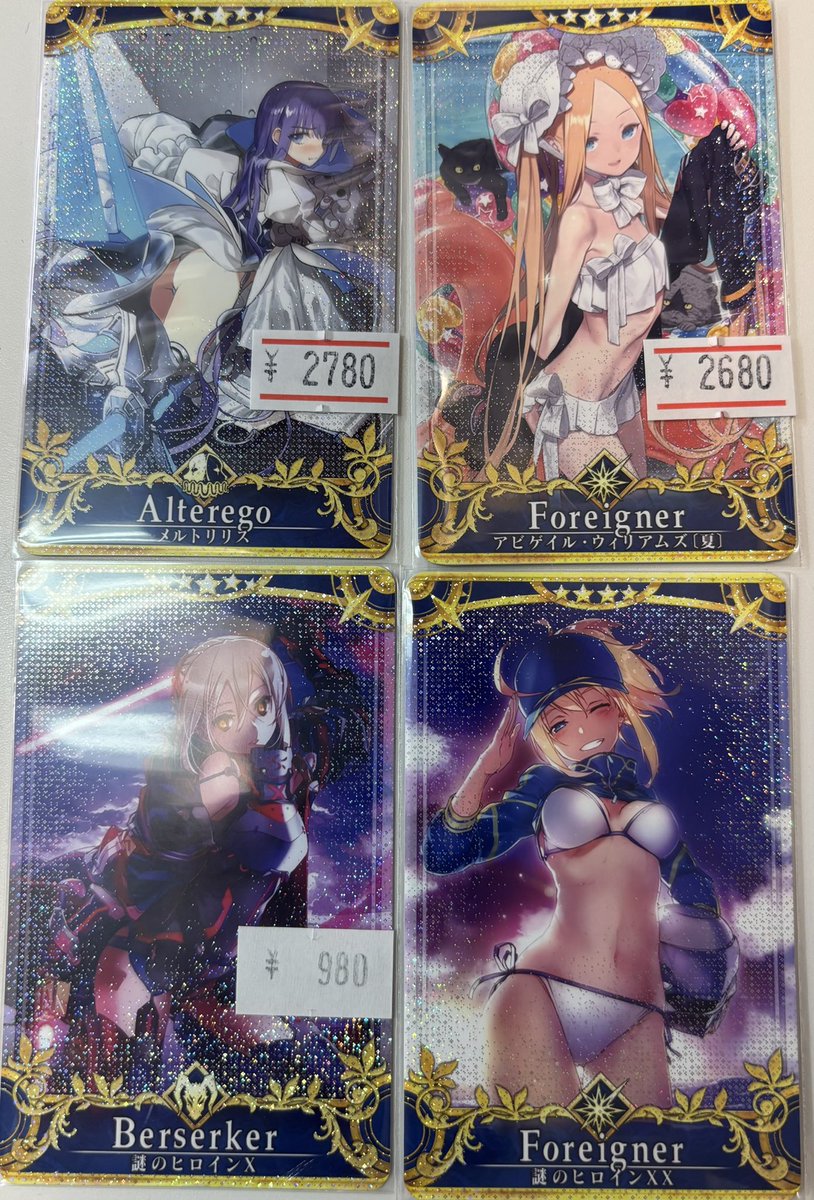 ¥ 2780
Alterego
メルトリリス
¥ 2680
Foreigner
アビゲイル・ウィリアムズ〔夏〕
¥ 980
Berserker
謎のヒロインX
Foreigner
謎のヒロインXX